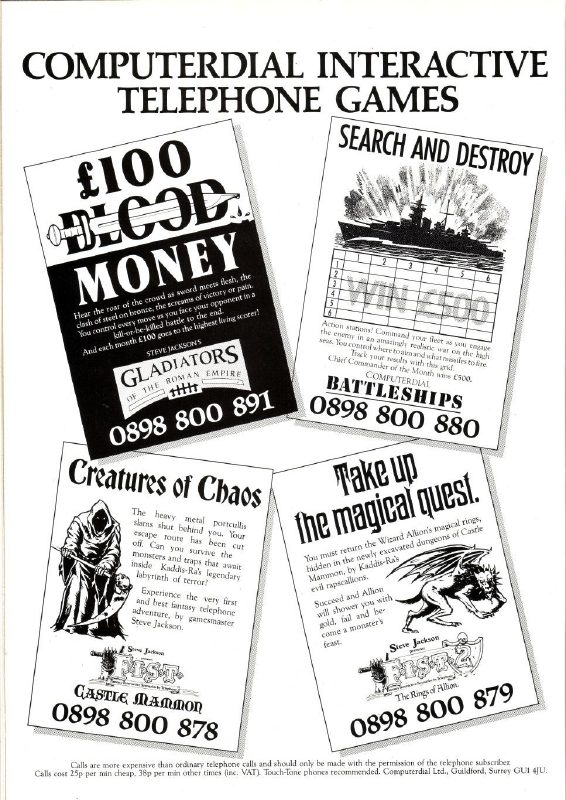 COMPUTERDIAL INTERACTIVE
TELEPHONE GAMES
£100
BLOOD
MONEY
Hear the roar of the crowd as sword meets flesh, the
clash of steel on bronze, the screams of victory or pain.
You control every move as you face your opponent in a
kill-or-be-killed battle to the end.
And each month £100 goes to the highest living scorer!
STEVE JACKSON'S
GLADIATORS
OF THE ROMAN EMPIRE
0898 800 891
SEARCH AND DESTROY
1 2 3 4 5 6
1
2
3
4
5
6
WIN £500
Action stations! Command your fleet as you engage
the enemy in an amazingly realistic war on the high
seas. You control where to aim and what missiles to fire.
Track your results with this grid.
Chief Commander of the Month wins £500.
COMPUTERDIAL
BATTLESHIPS
0898 800 880
Creatures of Chaos
The heavy metal portcullis
slams shut behind you. Your
escape route has been cut
off. Can you survive the
monsters and traps that await
inside Kaddis-Ra's legendary
labyrinth of terror?
Experience the very first
and best fantasy telephone
adventure, by gamesmaster
Steve Jackson.
Steve Jackson
F.I.S.T.
CASTLE MAMMON
0898 800 878
Take up
the magical quest.
You must return the Wizard Allion's magical rings,
hidden in the newly excavated dungeons of Castle
Mammon, by Kaddis-Ra's
evil rapscallions.
Succeed and Allion
will shower you with
gold, fail and be-
come a monster's
feast.
Steve Jackson
F.I.S.T. 2
The Rings of Allion.
0898 800 879
Calls are more expensive than ordinary telephone calls and should only be made with the permission of the telephone subscriber.
Calls cost 25p per min cheap, 38p per min other times (inc. VAT). Touch-Tone phones recommended. Computerdial Ltd., Guildford, Surrey GU1 4JU.